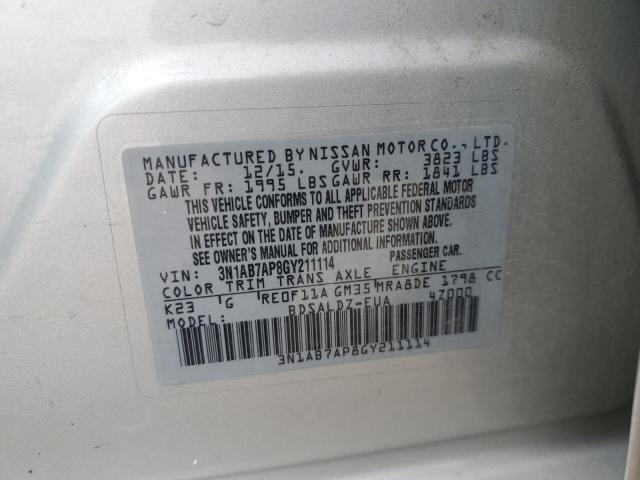 MANUFACTURED BY NISSAN MOTOR CO., LTD.
DATE: 12/15. GVWR: 3823 LBS
GAWR FR: 1995 LBS GAWR RR: 1841 LBS
THIS VEHICLE CONFORMS TO ALL APPLICABLE FEDERAL MOTOR
VEHICLE SAFETY, BUMPER AND THEFT PREVENTION STANDARDS
IN EFFECT ON THE DATE OF MANUFACTURE SHOWN ABOVE.
SEE OWNER'S MANUAL FOR ADDITIONAL INFORMATION.
VIN: 3N1AB7AP8GY211114 PASSENGER CAR.
COLOR TRIM TRANS AXLE ENGINE
K23 'G 'RE0F11A GM35'MRA8DE 1798 CC
MODEL: BDSALDZ-EUA 4Z000
3N1AB7AP8GY211114